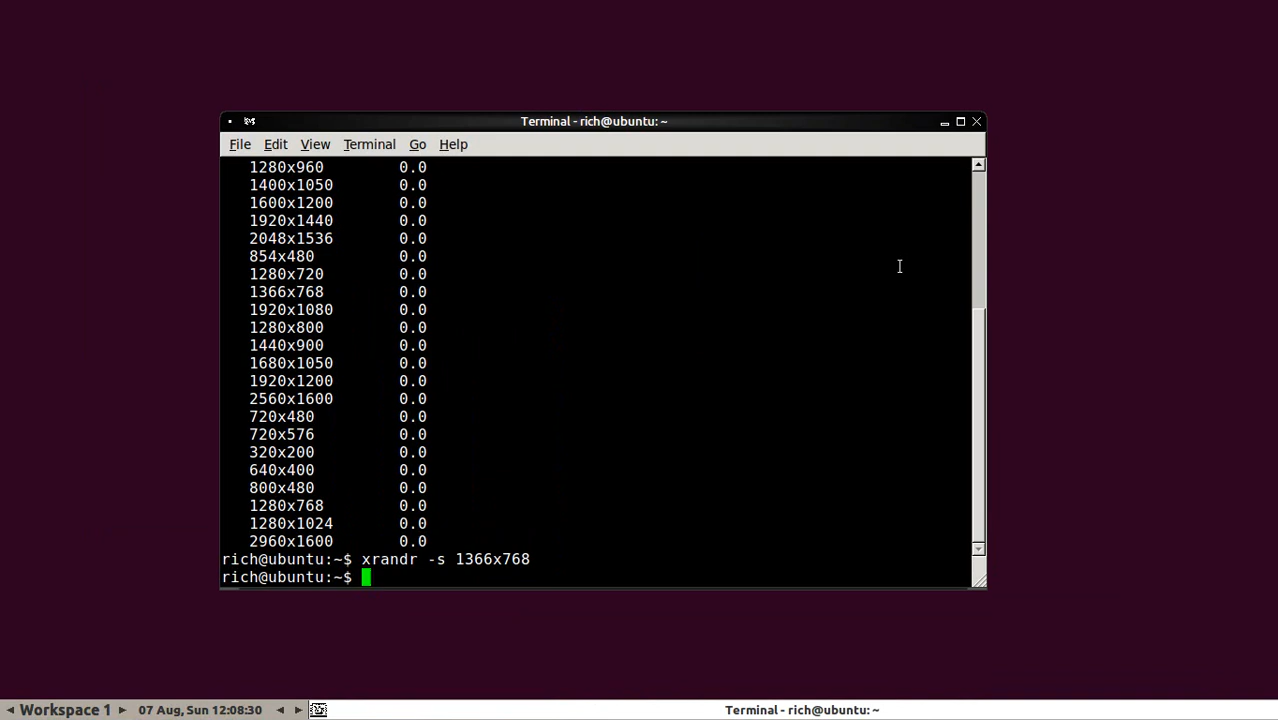 Terminal - rich@ubuntu: ~
File Edit View Terminal Go Help
1280x960 0.0
1400x1050 0.0
1600x1200 0.0
1920x1440 0.0
2048x1536 0.0
854x480 0.0
1280x720 0.0
1366x768 0.0
1920x1080 0.0
1280x800 0.0
1440x900 0.0
1680x1050 0.0
1920x1200 0.0
2560x1600 0.0
720x480 0.0
720x576 0.0
320x200 0.0
640x400 0.0
800x480 0.0
1280x768 0.0
1280x1024 0.0
2960x1600 0.0
rich@ubuntu:~$ xrandr -s 1366x768
rich@ubuntu:~$
Workspace 1 07 Aug, Sun 12:08:30 Terminal - rich@ubuntu: ~